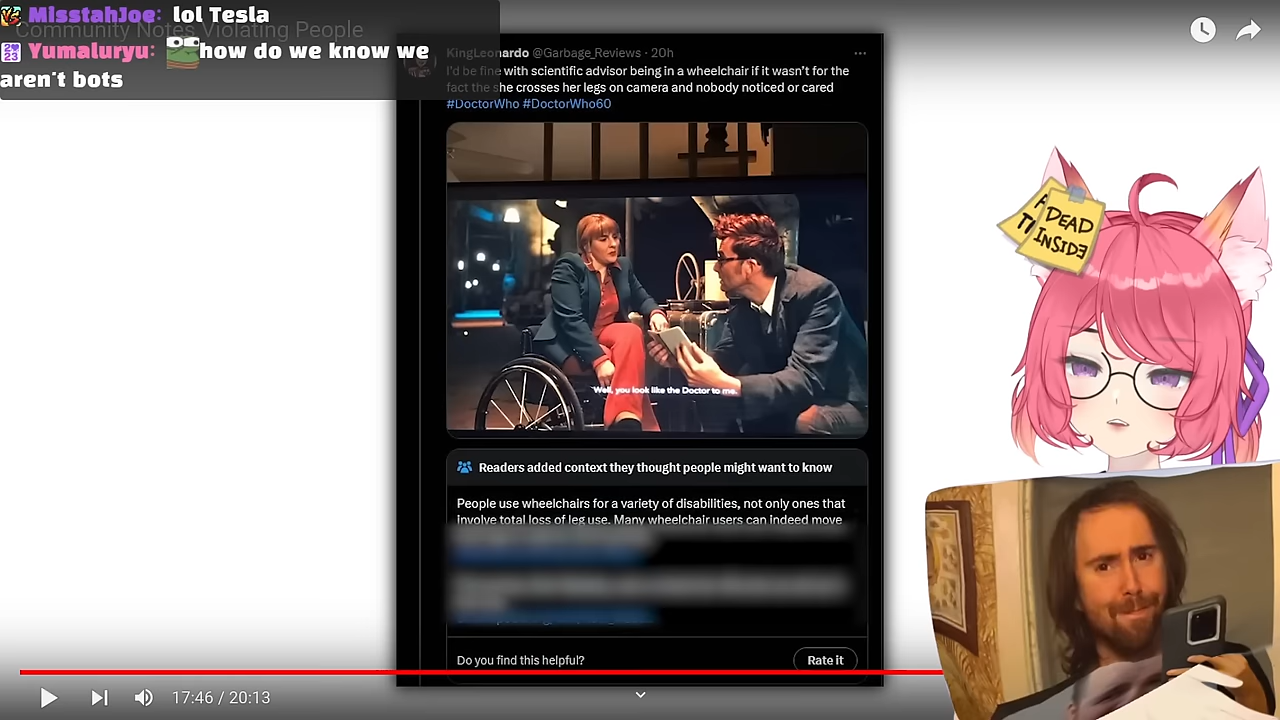 MisstahJoe: lol Tesla
Community Notes Violating People
Yumaluryu: how do we know we
aren't bots
KingLeonardo @Garbage_Reviews · 20h
I'd be fine with scientific advisor being in a wheelchair if it wasn't for the
fact the she crosses her legs on camera and nobody noticed or cared
#DoctorWho #DoctorWho60
Well, you look like the Doctor to me.
Readers added context they thought people might want to know
People use wheelchairs for a variety of disabilities, not only ones that
involve total loss of leg use. Many wheelchair users can indeed move
Do you find this helpful?
Rate it
17:46 / 20:13
DEAD
INSIDE